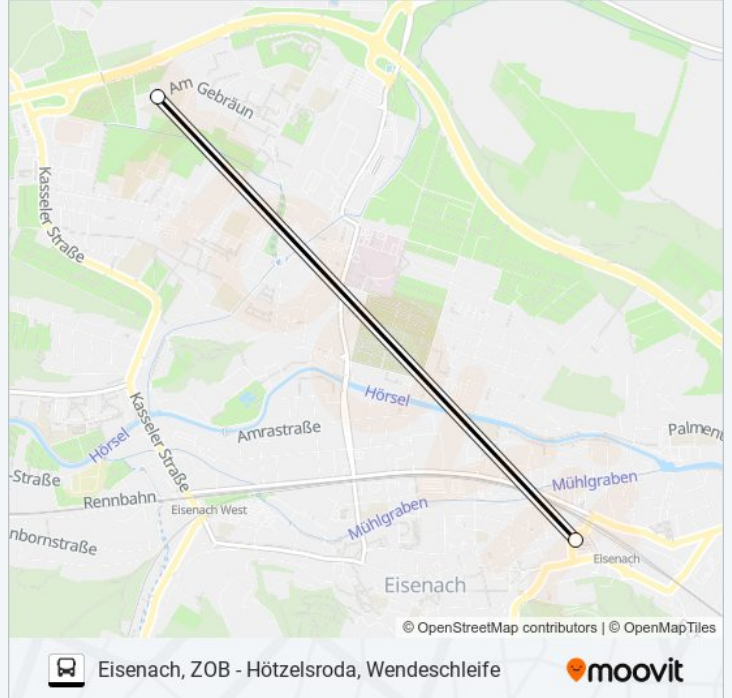 Am Gebräun
Kasseler Straße
Hörsel
Kasseler Straße
Amrastraße
Palmen
Hörsel
-Straße
Rennbahn
Mühlgraben
Eisenach West
Mühlgraben
nbornstraße
Eisenach
Eisenach
© OpenStreetMap contributors | © OpenMapTiles
Eisenach, ZOB - Hötzelsroda, Wendeschleife
moovit